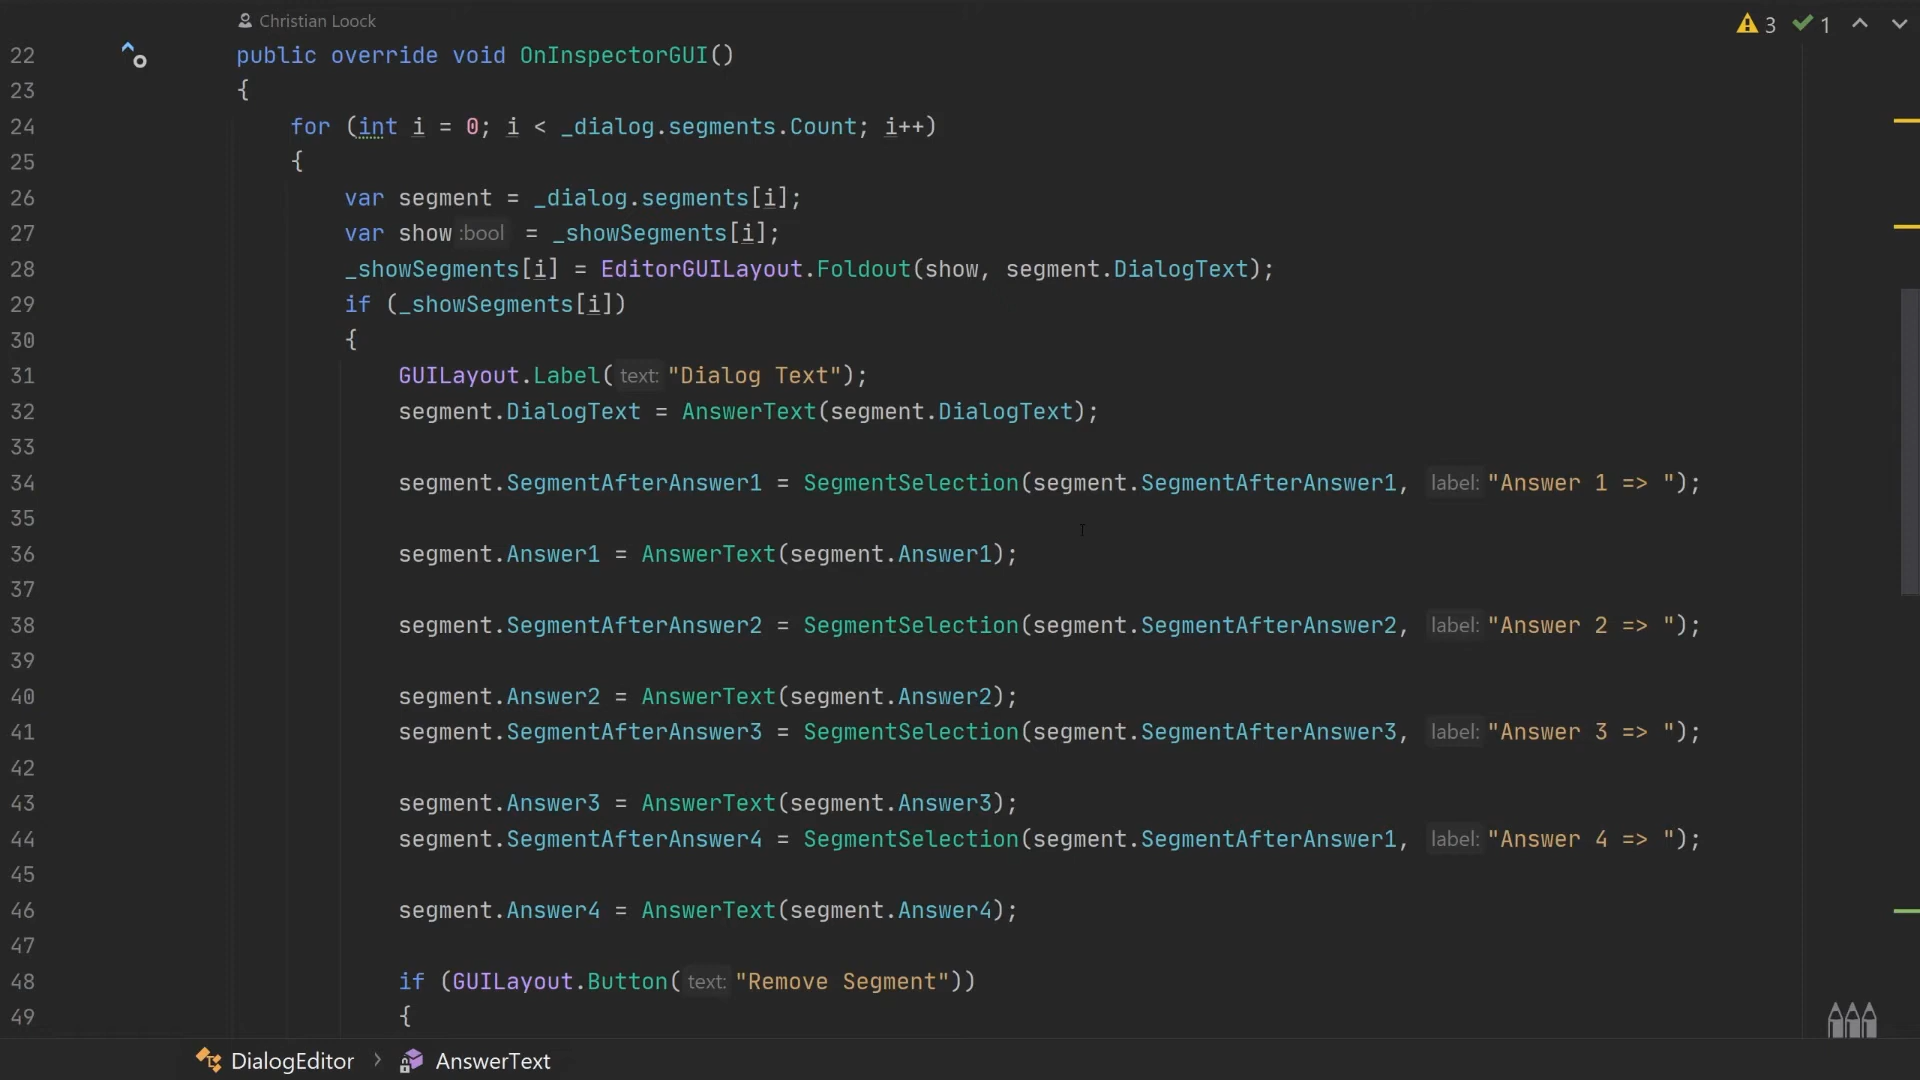 Christian Loock
3 1
22 public override void OnInspectorGUI()
23 {
24 for (int i = 0; i < _dialog.segments.Count; i++)
25 {
26 var segment = _dialog.segments[i];
27 var show :bool = _showSegments[i];
28 _showSegments[i] = EditorGUILayout.Foldout(show, segment.DialogText);
29 if (_showSegments[i])
30 {
31 GUILayout.Label( text: "Dialog Text");
32 segment.DialogText = AnswerText(segment.DialogText);
33
34 segment.SegmentAfterAnswer1 = SegmentSelection(segment.SegmentAfterAnswer1, label: "Answer 1 => ");
35
36 segment.Answer1 = AnswerText(segment.Answer1);
37
38 segment.SegmentAfterAnswer2 = SegmentSelection(segment.SegmentAfterAnswer2, label: "Answer 2 => ");
39
40 segment.Answer2 = AnswerText(segment.Answer2);
41 segment.SegmentAfterAnswer3 = SegmentSelection(segment.SegmentAfterAnswer3, label: "Answer 3 => ");
42
43 segment.Answer3 = AnswerText(segment.Answer3);
44 segment.SegmentAfterAnswer4 = SegmentSelection(segment.SegmentAfterAnswer1, label: "Answer 4 => ");
45
46 segment.Answer4 = AnswerText(segment.Answer4);
47
48 if (GUILayout.Button( text: "Remove Segment"))
49 {
DialogEditor > AnswerText